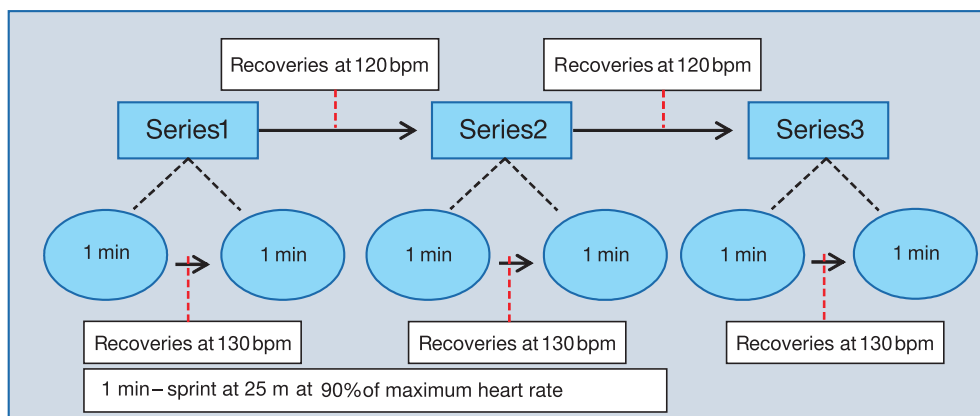 Recoveries at 120 bpm
Recoveries at 120 bpm
Series1
Series2
Series3
1 min
1 min
1 min
1 min
1 min
1 min
Recoveries at 130 bpm
Recoveries at 130 bpm
Recoveries at 130 bpm
1 min– sprint at 25 m at 90%of maximum heart rate